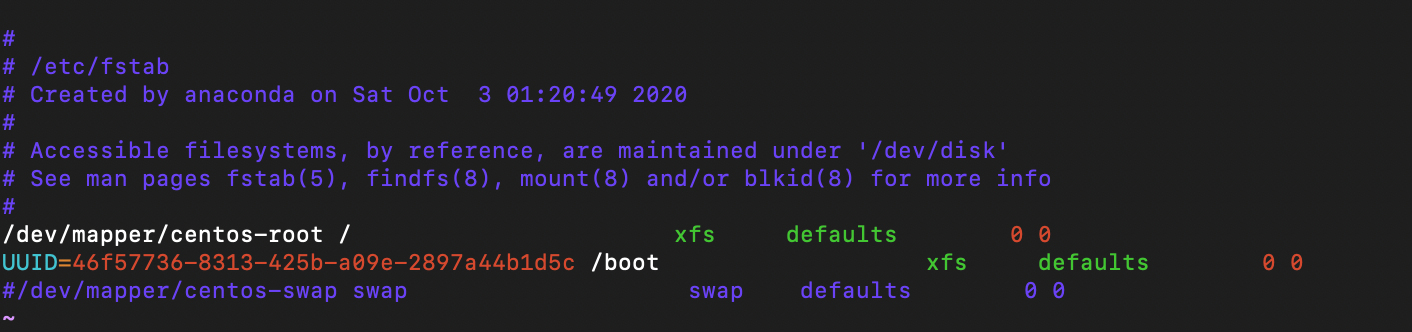 #
# /etc/fstab
# Created by anaconda on Sat Oct  3 01:20:49 2020
#
# Accessible filesystems, by reference, are maintained under '/dev/disk'
# See man pages fstab(5), findfs(8), mount(8) and/or blkid(8) for more info
#
/dev/mapper/centos-root /                       xfs     defaults        0 0
UUID=46f57736-8313-425b-a09e-2897a44b1d5c /boot                   xfs     defaults        0 0
#/dev/mapper/centos-swap swap                    swap    defaults        0 0
~